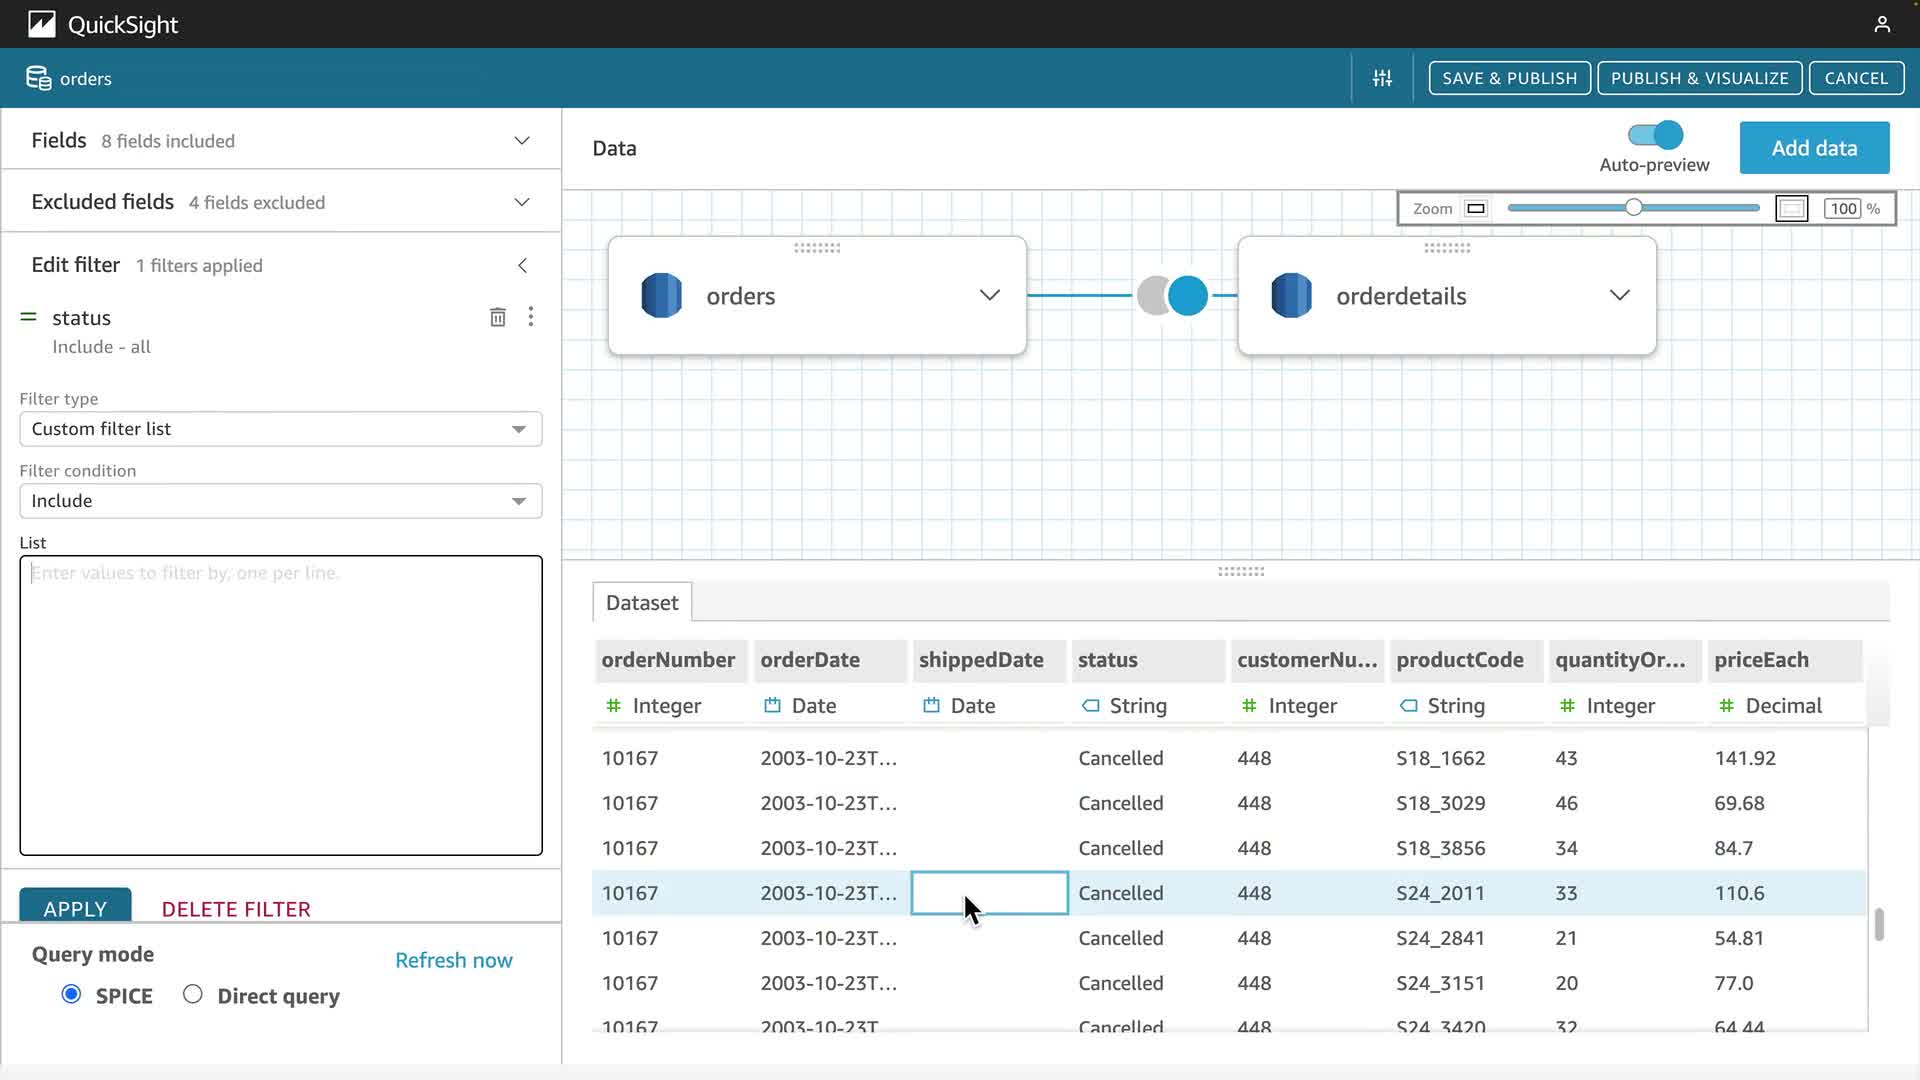 QuickSight
orders
SAVE & PUBLISH
PUBLISH & VISUALIZE
CANCEL
Fields 8 fields included
Excluded fields 4 fields excluded
Edit filter 1 filters applied
status
Include - all
Filter type
Custom filter list
Filter condition
Include
List
Enter values to filter by, one per line.
APPLY
DELETE FILTER
Query mode
Refresh now
SPICE
Direct query
Data
Auto-preview
Add data
Zoom
100 %
orders
orderdetails
Dataset
orderNumber orderDate shippedDate status customerNu... productCode quantityOr... priceEach
# Integer Date Date String # Integer String # Integer # Decimal
10167 2003-10-23T... Cancelled 448 S18_1662 43 141.92
10167 2003-10-23T... Cancelled 448 S18_3029 46 69.68
10167 2003-10-23T... Cancelled 448 S18_3856 34 84.7
10167 2003-10-23T... Cancelled 448 S24_2011 33 110.6
10167 2003-10-23T... Cancelled 448 S24_2841 21 54.81
10167 2003-10-23T... Cancelled 448 S24_3151 20 77.0
10167 2003-10-23T Cancelled 448 S24_3420 32 64.44